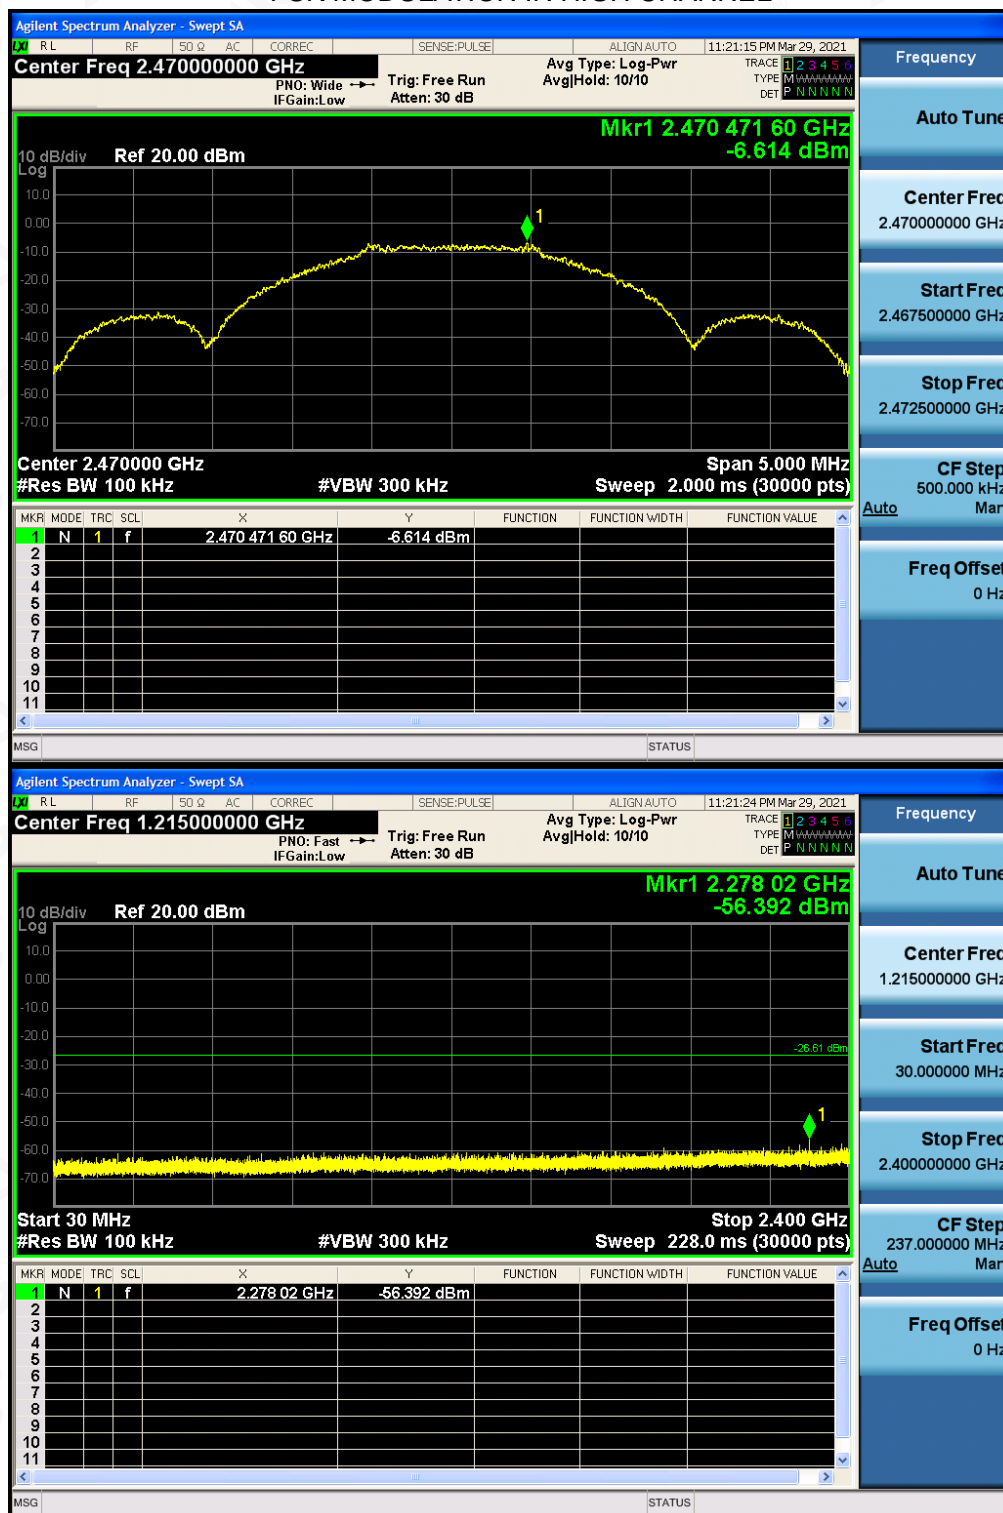 FOR MODULATION IN HIGH CHANNEL
Agilent Spectrum Analyzer - Swept SA
LXI RL RF 50 Ω AC CORREC SENSE:PULSE ALIGN AUTO 11:21:15 PM Mar 29, 2021
Center Freq 2.470000000 GHz
PNO: Wide
IFGain:Low
Trig: Free Run
Atten: 30 dB
Avg Type: Log-Pwr
Avg|Hold: 10/10
TRACE 1 2 3 4 5 6
TYPE M
DET P N N N N N
Mkr1 2.470 471 60 GHz
-6.614 dBm
10 dB/div Ref 20.00 dBm
Log
10.0
0.00
-10.0
-20.0
-30.0
-40.0
-50.0
-60.0
-70.0
1
Center 2.470000 GHz Span 5.000 MHz
#Res BW 100 kHz #VBW 300 kHz Sweep 2.000 ms (30000 pts)
MKR MODE TRC SCL X Y FUNCTION FUNCTION WIDTH FUNCTION VALUE
1 N 1 f 2.470 471 60 GHz -6.614 dBm
2
3
4
5
6
7
8
9
10
11
MSG STATUS
Frequency
Auto Tune
Center Freq
2.470000000 GHz
Start Freq
2.467500000 GHz
Stop Freq
2.472500000 GHz
CF Step
500.000 kHz
Auto Man
Freq Offset
0 Hz
Agilent Spectrum Analyzer - Swept SA
LXI RL RF 50 Ω AC CORREC SENSE:PULSE ALIGN AUTO 11:21:24 PM Mar 29, 2021
Center Freq 1.215000000 GHz
PNO: Fast
IFGain:Low
Trig: Free Run
Atten: 30 dB
Avg Type: Log-Pwr
Avg|Hold: 10/10
TRACE 1 2 3 4 5 6
TYPE M
DET P N N N N N
Mkr1 2.278 02 GHz
-56.392 dBm
10 dB/div Ref 20.00 dBm
Log
10.0
0.00
-10.0
-20.0
-30.0
-40.0
-50.0
-60.0
-70.0
-26.61 dBm
1
Start 30 MHz Stop 2.400 GHz
#Res BW 100 kHz #VBW 300 kHz Sweep 228.0 ms (30000 pts)
MKR MODE TRC SCL X Y FUNCTION FUNCTION WIDTH FUNCTION VALUE
1 N 1 f 2.278 02 GHz -56.392 dBm
2
3
4
5
6
7
8
9
10
11
MSG STATUS
Frequency
Auto Tune
Center Freq
1.215000000 GHz
Start Freq
30.000000 MHz
Stop Freq
2.400000000 GHz
CF Step
237.000000 MHz
Auto Man
Freq Offset
0 Hz